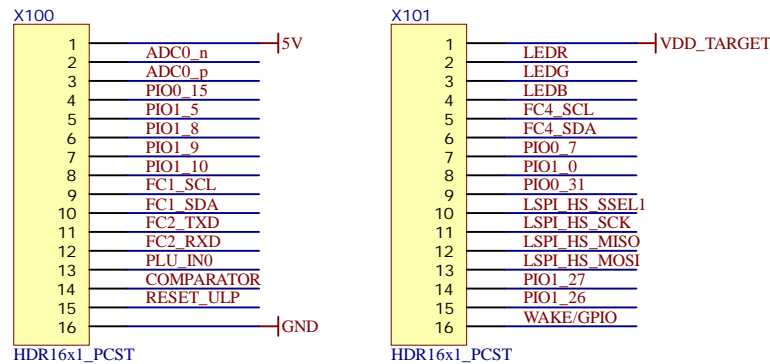 X100
1 5V
2 ADC0_n
3 ADC0_p
4 PIO0_15
5 PIO1_5
6 PIO1_8
7 PIO1_9
8 PIO1_10
9 FC1_SCL
10 FC1_SDA
11 FC2_TXD
12 FC2_RXD
13 PLU_IN0
14 COMPARATOR
15 RESET_ULP
16 GND
HDR16x1_PCST
X101
1 VDD_TARGET
2 LEDR
3 LEDG
4 LEDB
5 FC4_SCL
6 FC4_SDA
7 PIO0_7
8 PIO1_0
9 PIO0_31
10 LSPI_HS_SSEL1
11 LSPI_HS_SCK
12 LSPI_HS_MISO
13 LSPI_HS_MOSI
14 PIO1_27
15 PIO1_26
16 WAKE/GPIO
HDR16x1_PCST